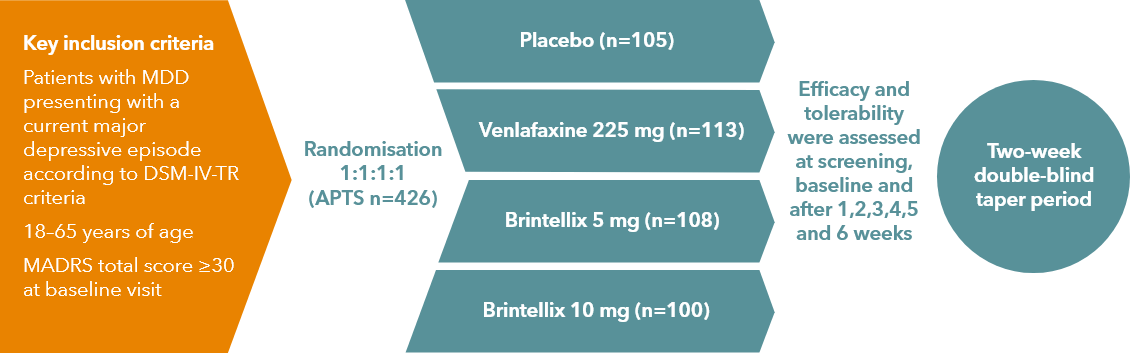 Key inclusion criteria
Patients with MDD
presenting with a
current major
depressive episode
according to DSM-IV-TR
criteria
18–65 years of age
MADRS total score ≥30
at baseline visit
Randomisation
1:1:1:1
(APTS n=426)
Placebo (n=105)
Venlafaxine 225 mg (n=113)
Brintellix 5 mg (n=108)
Brintellix 10 mg (n=100)
Efficacy and
tolerability
were assessed
at screening,
baseline and
after 1,2,3,4,5
and 6 weeks
Two-week
double-blind
taper period